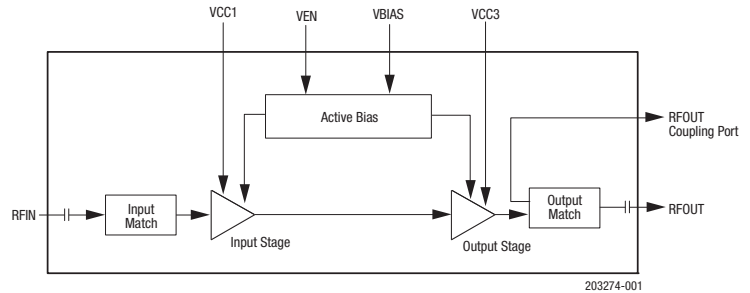 VCC1
VEN
VBIAS
VCC3
Active Bias
RFOUT
Coupling Port
RFIN
Input
Match
Input Stage
Output Stage
Output
Match
RFOUT
203274-001